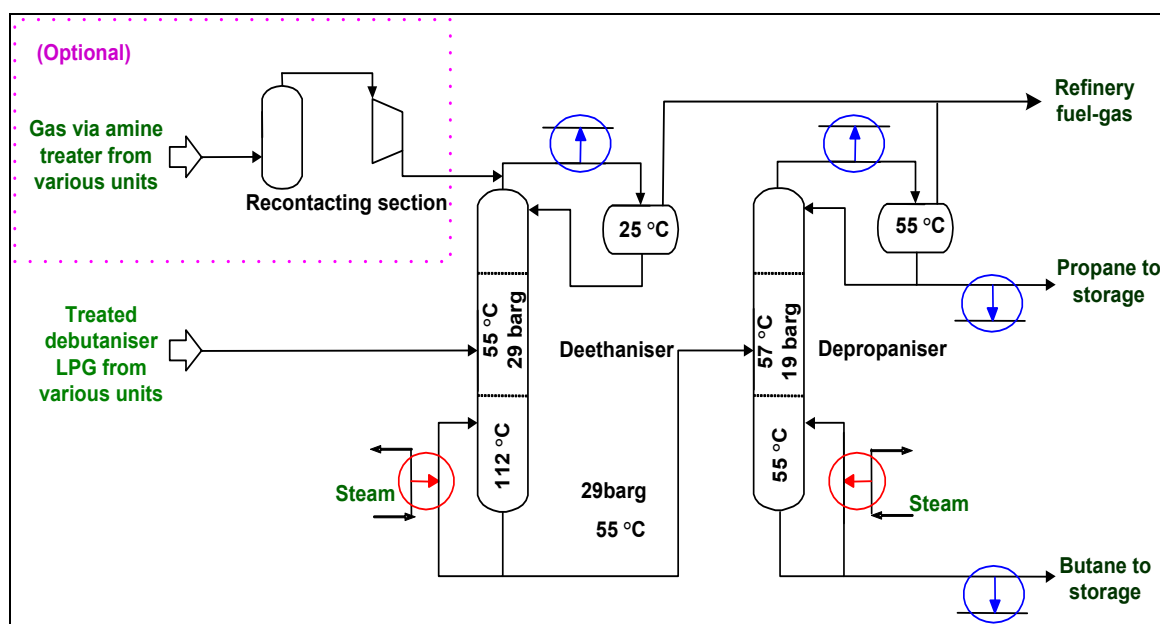 (Optional)
Gas via amine
treater from
various units
Recontacting section
Refinery
fuel-gas
25 °C
55 °C
Propane to
storage
Treated
debutaniser
LPG from
various units
55 °C
29 barg
Deethaniser
57 °C
19 barg
Depropaniser
112 °C
55 °C
Steam
29barg
55 °C
Steam
Butane to
storage